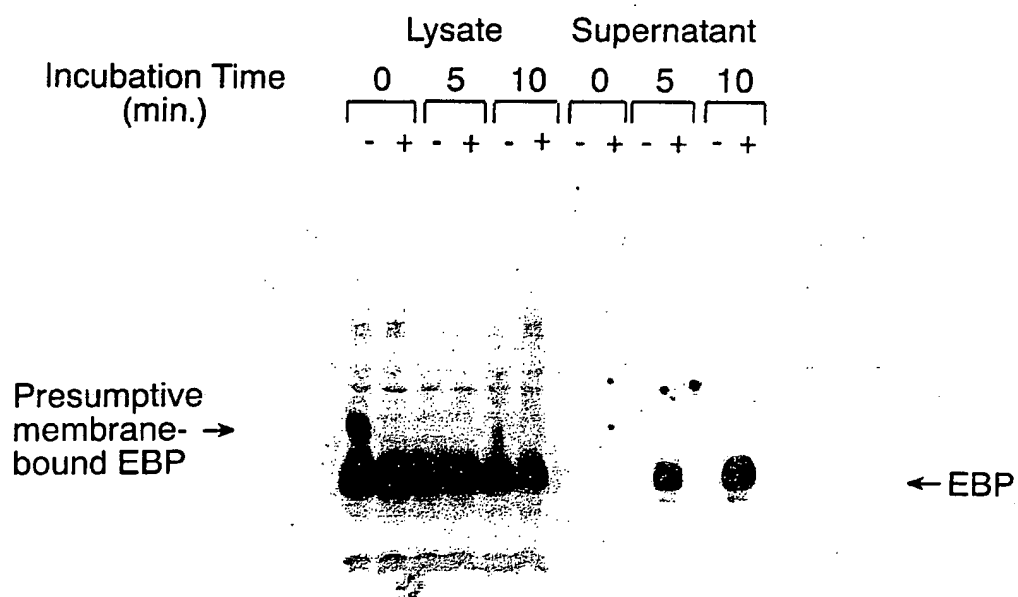 Lysate Supernatant
Incubation Time 0 5 10 0 5 10
(min.)
- + - + - + - + - + - +
Presumptive
membrane- →
bound EBP
← EBP